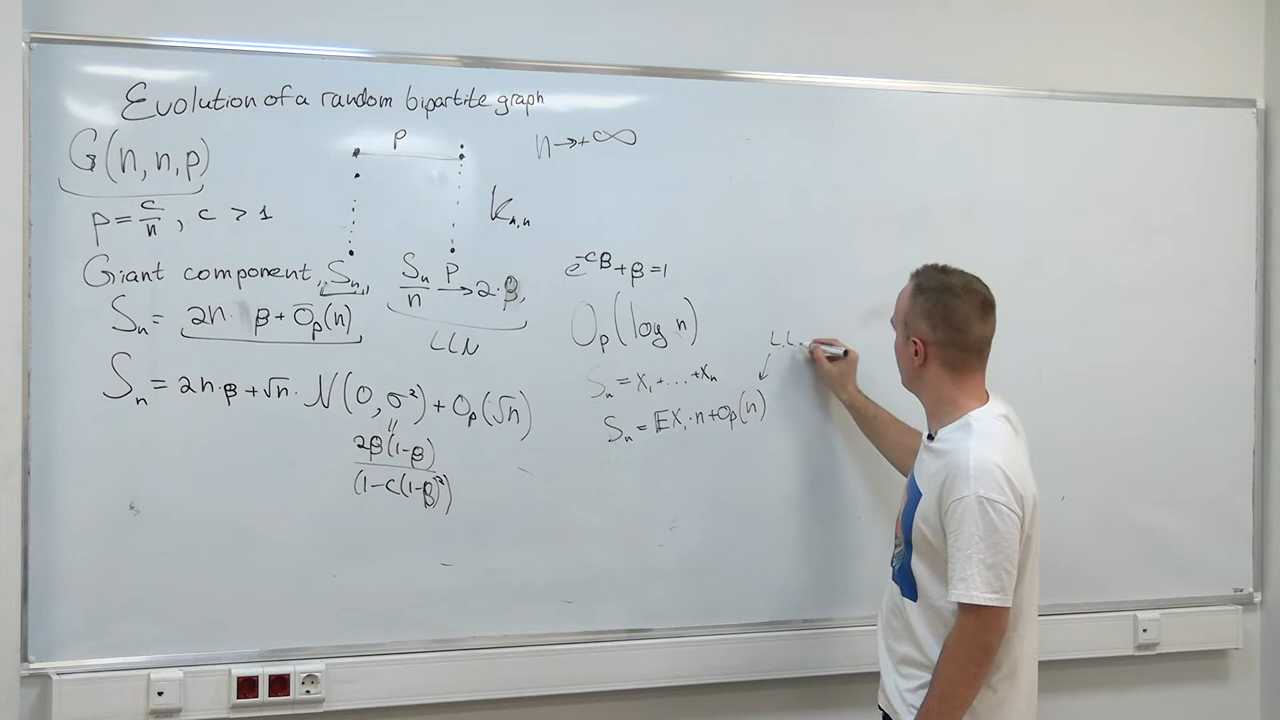 Evolution of a random bipartite graph
G(n, n, p)
p
n→+∞
p = c/n, c > 1
K_{n,n}
Giant component, S_n, S_n/n —P→ 2·β,
e^{-cβ} + β = 1
S_n = 2n· β + O_p(n)
LLN
O_p(log n)
L.L.
S_n = X_1 + ... + X_n
S_n = 2n·β + √n · N(0, σ²) + O_p(√n)
S_n = EX_1·n + O_p(n)
"
2β(1-β)
(1-c(1-β)²)